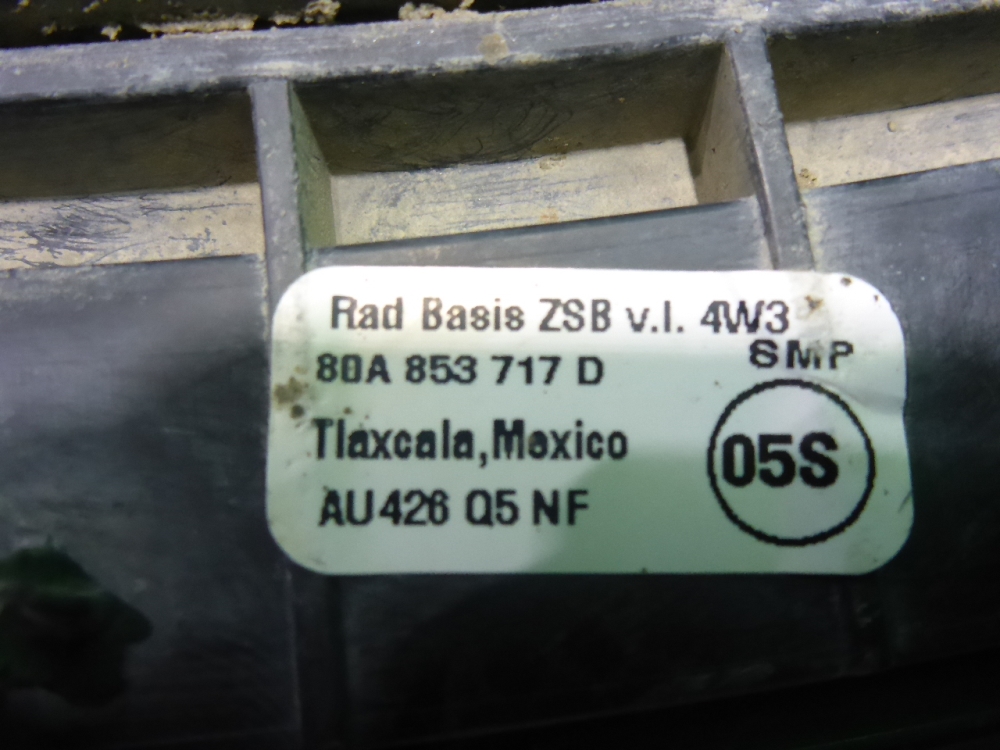 Rad Basis ZSB v.l. 4W3
SMP
80A 853 717 D
Tlaxcala,Mexico
05S
AU426 Q5 NF